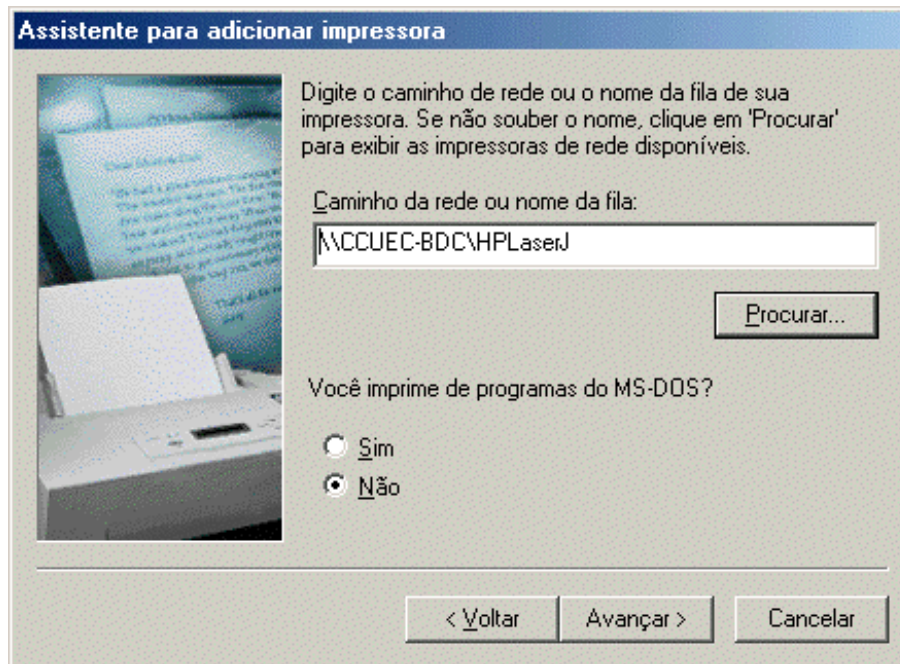 Assistente para adicionar impressora
Digite o caminho de rede ou o nome da fila de sua
impressora. Se não souber o nome, clique em 'Procurar'
para exibir as impressoras de rede disponíveis.
Caminho da rede ou nome da fila:
\\CCUEC-BDC\HPLaserJ
Procurar...
Você imprime de programas do MS-DOS?
Sim
Não
< Voltar
Avançar >
Cancelar